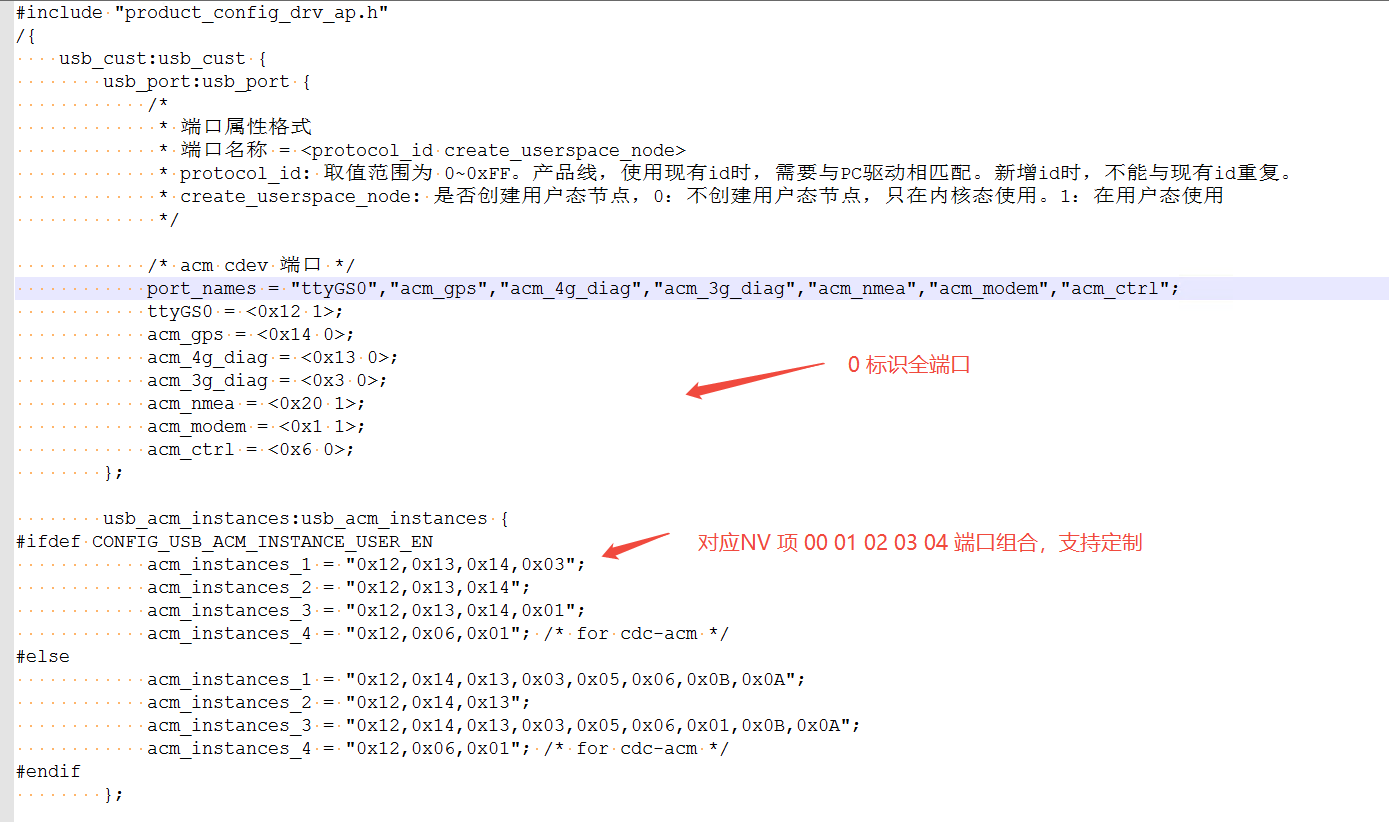 #include "product_config_drv_ap.h"
/{
usb_cust:usb_cust {
usb_port:usb_port {
/*
* 端口属性格式
* 端口名称 = <protocol_id create_userspace_node>
* protocol_id: 取值范围为 0~0xFF。产品线，使用现有id时，需要与PC驱动相匹配。新增id时，不能与现有id重复。
* create_userspace_node: 是否创建用户态节点，0: 不创建用户态节点，只在内核态使用。1: 在用户态使用
*/
/* acm cdev 端口 */
port_names = "ttyGS0","acm_gps","acm_4g_diag","acm_3g_diag","acm_nmea","acm_modem","acm_ctrl";
ttyGS0 = <0x12 1>;
acm_gps = <0x14 0>;
acm_4g_diag = <0x13 0>;
0 标识全端口
acm_3g_diag = <0x3 0>;
acm_nmea = <0x20 1>;
acm_modem = <0x1 1>;
acm_ctrl = <0x6 0>;
};
usb_acm_instances:usb_acm_instances {
#ifdef CONFIG_USB_ACM_INSTANCE_USER_EN
对应NV 项 00 01 02 03 04 端口组合，支持定制
acm_instances_1 = "0x12,0x13,0x14,0x03";
acm_instances_2 = "0x12,0x13,0x14";
acm_instances_3 = "0x12,0x13,0x14,0x01";
acm_instances_4 = "0x12,0x06,0x01"; /* for cdc-acm */
#else
acm_instances_1 = "0x12,0x14,0x13,0x03,0x05,0x06,0x0B,0x0A";
acm_instances_2 = "0x12,0x14,0x13";
acm_instances_3 = "0x12,0x14,0x13,0x03,0x05,0x06,0x01,0x0B,0x0A";
acm_instances_4 = "0x12,0x06,0x01"; /* for cdc-acm */
#endif
};